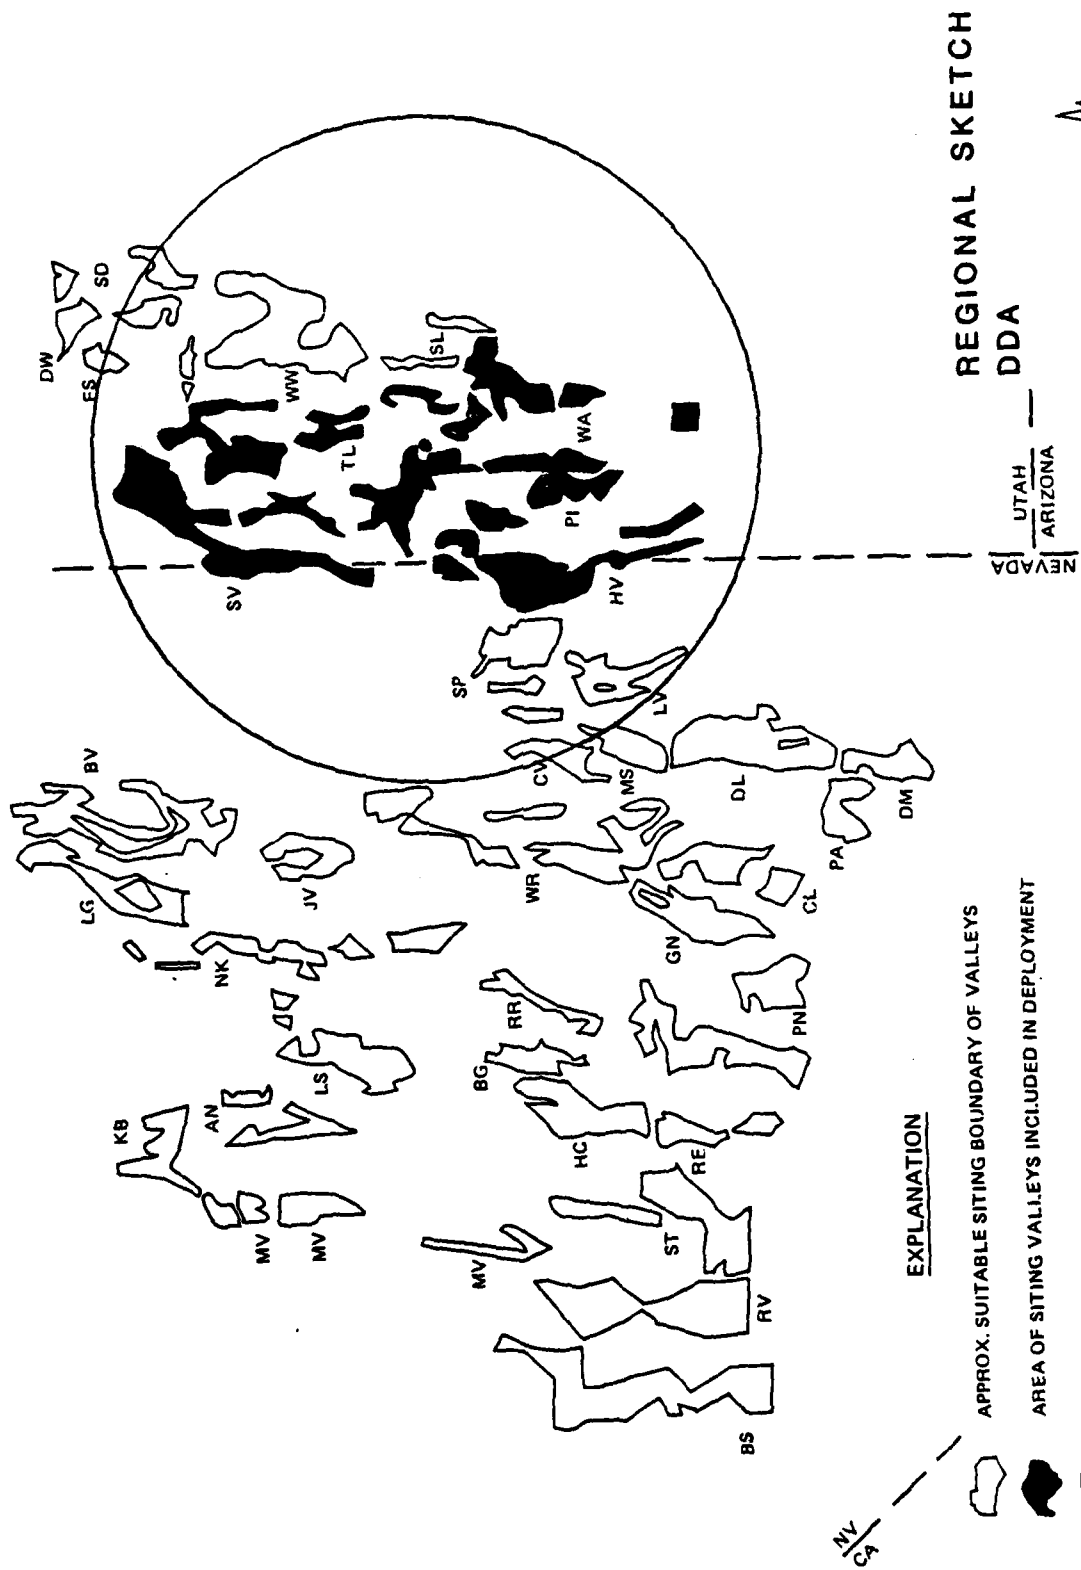 REGIONAL SKETCH
DDA
DW
SD
ES
WW
SL
TL
WA
PI
SV
HV
SP
LV
CV
MS
DL
DM
PA
BV
LG
JV
WR
GN
CL
NK
RR
BG
PN
LS
AN
KB
HC
RE
MV
MV
MV
ST
RV
BS
NEVADA
UTAH
ARIZONA
NV
CA
EXPLANATION
APPROX. SUITABLE SITING BOUNDARY OF VALLEYS
AREA OF SITING VALLEYS INCLUDED IN DEPLOYMENT